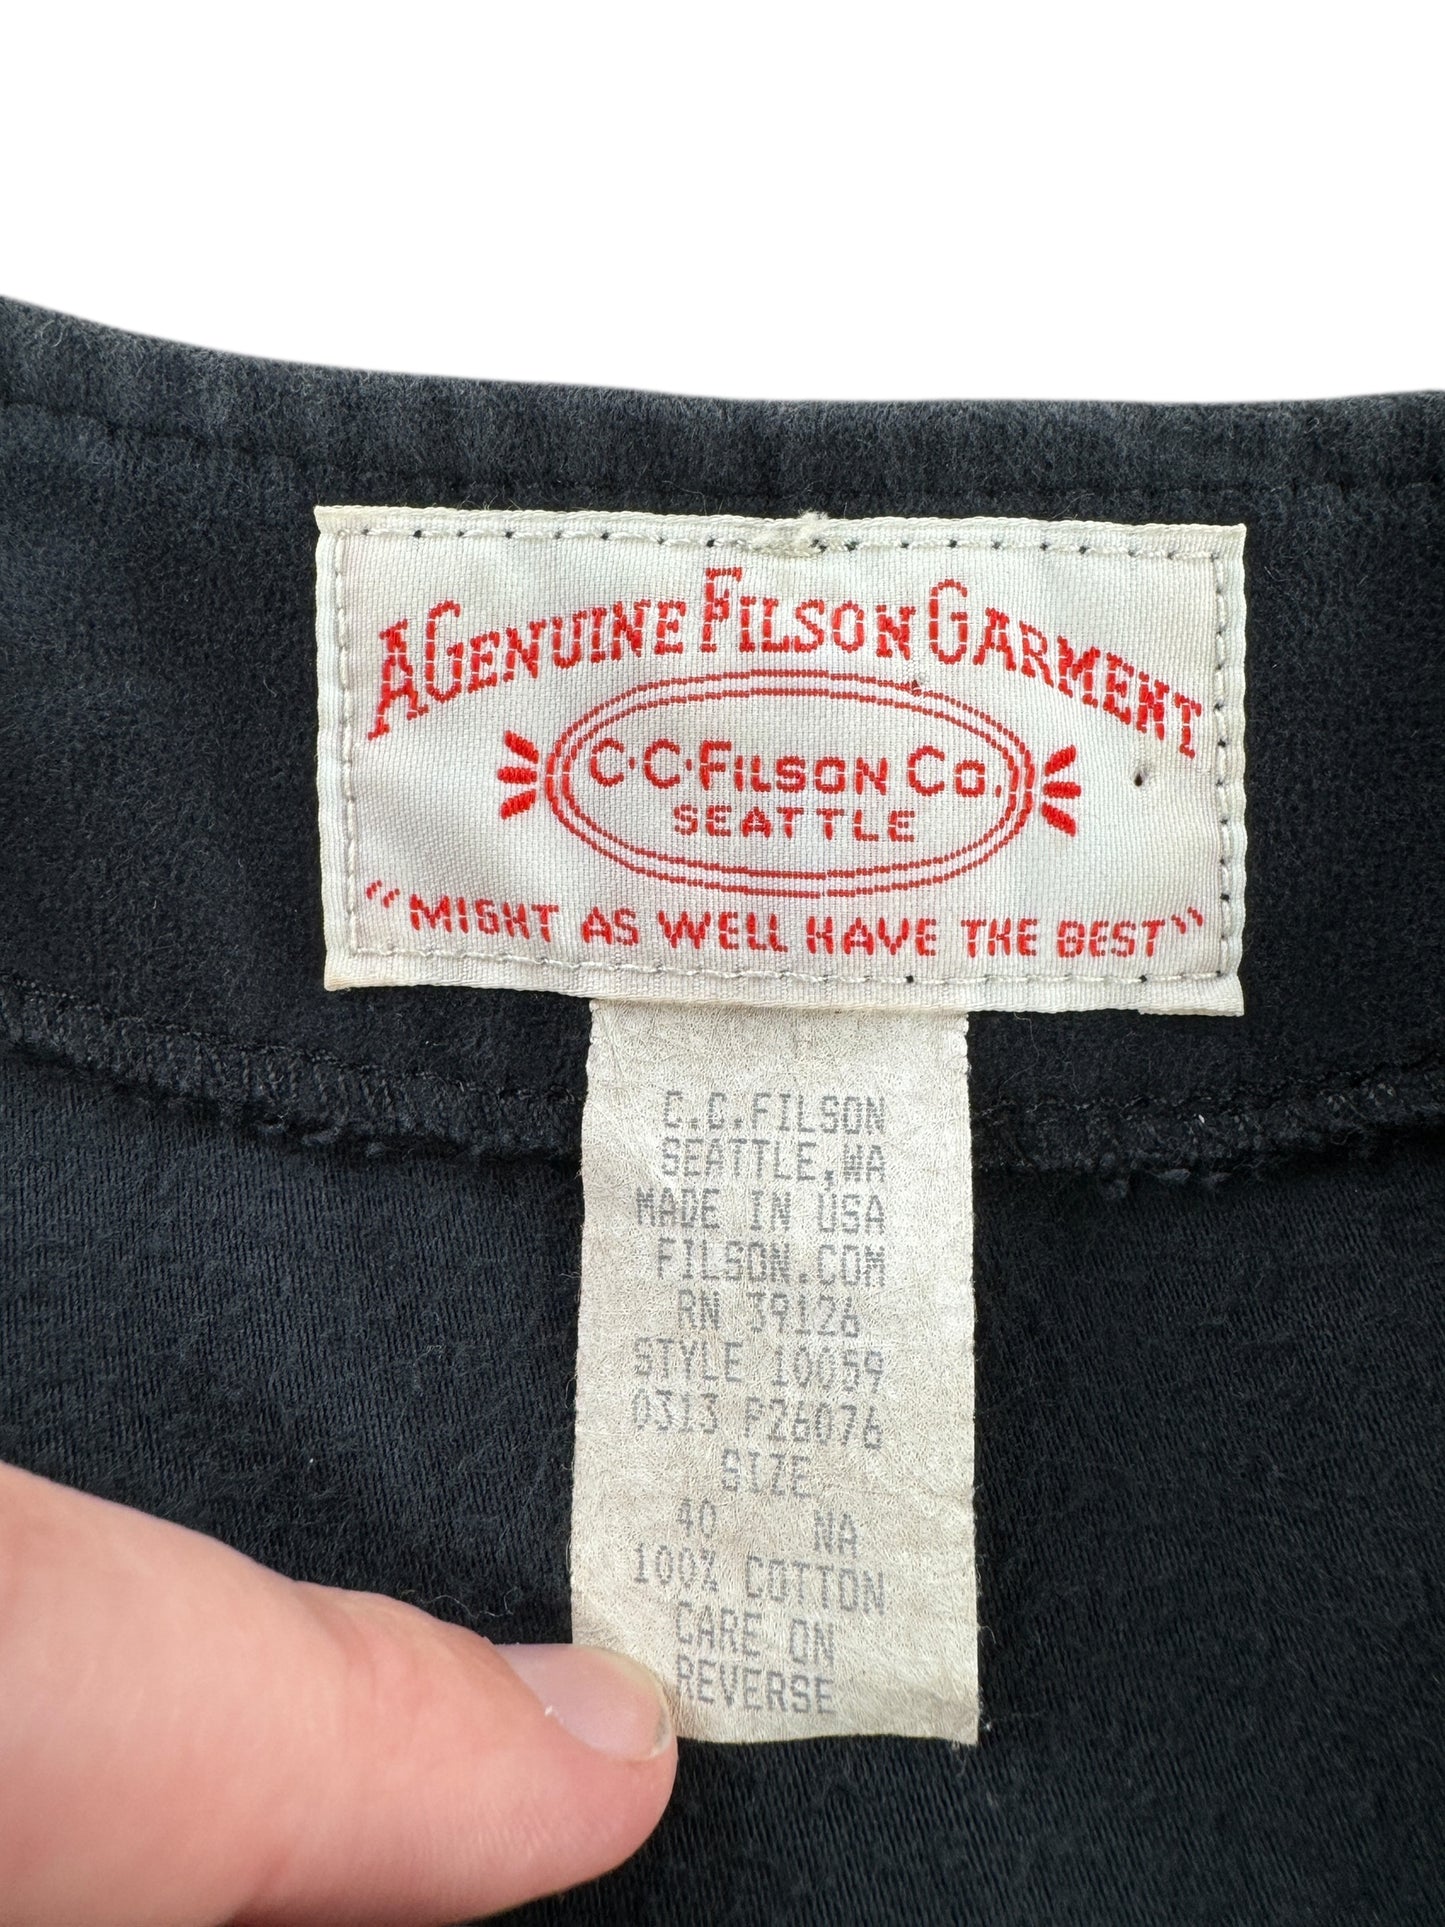 A GENUINE FILSON GARMENT
C·C·FILSON CO.
SEATTLE
"MIGHT AS WELL HAVE THE BEST"
C.C.FILSON
SEATTLE,WA
MADE IN USA
FILSON.COM
RN 39126
STYLE 10059
0313 P26076
SIZE
40 NA
100% COTTON
CARE ON
REVERSE